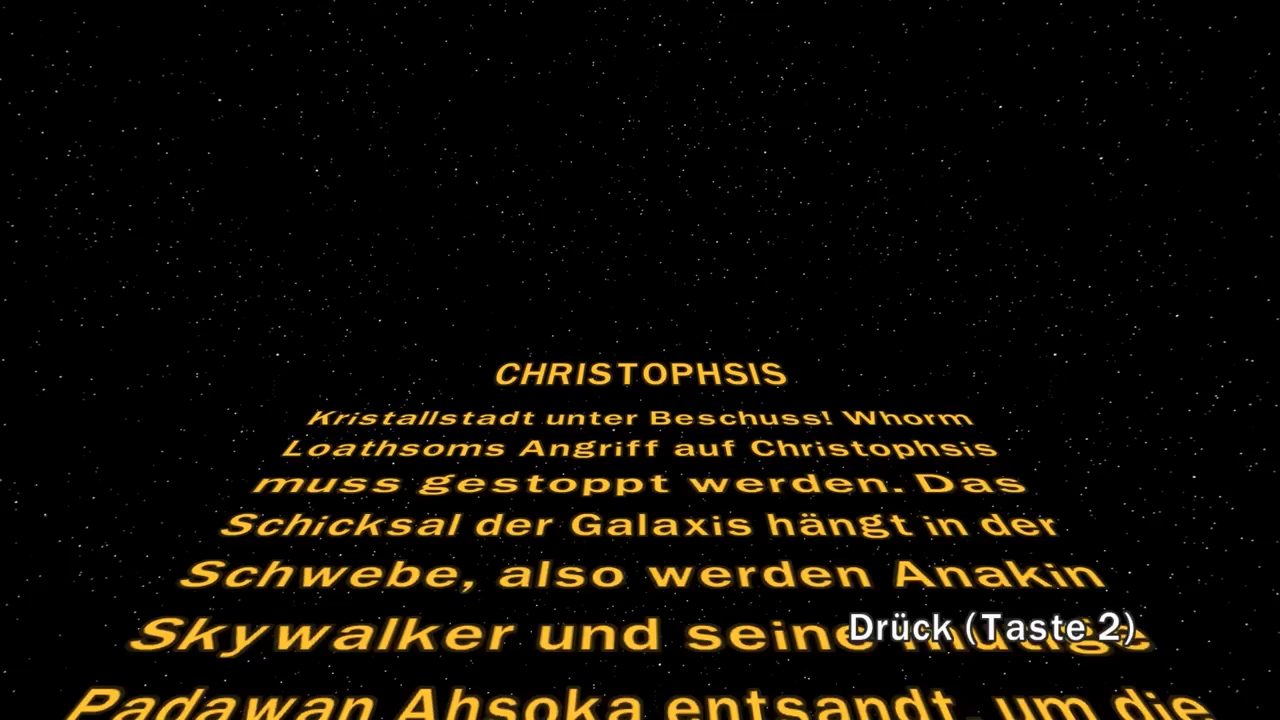 CHRISTOPHSIS
Kristallstadt unter Beschuss! Whorm
Loathsoms Angriff auf Christophsis
muss gestoppt werden. Das
Schicksal der Galaxis hängt in der
Schwebe, also werden Anakin
Skywalker und seine mutige
Drück (Taste 2)
Padawan Ahsoka entsandt, um die